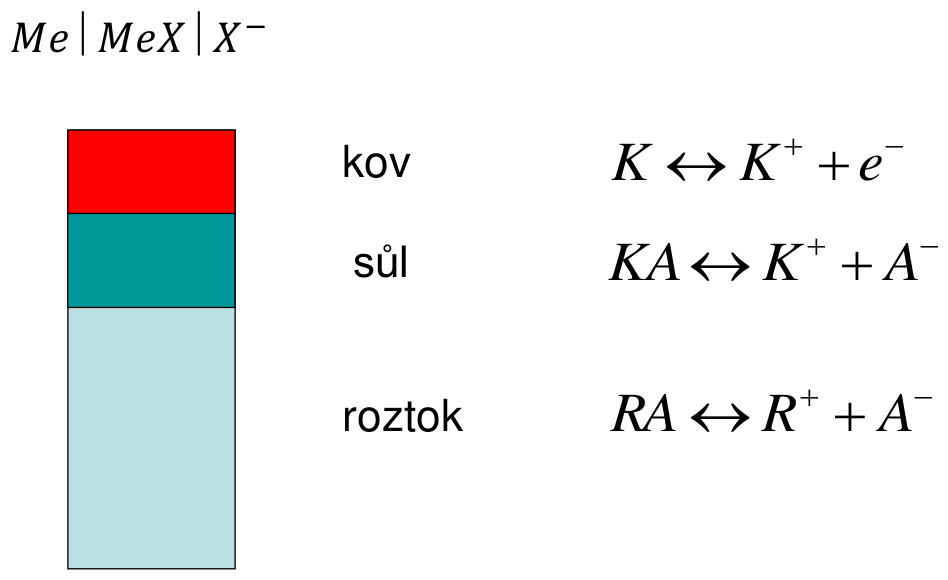 Me|MeX|X⁻
kov K ↔ K⁺ + e⁻
sůl KA ↔ K⁺ + A⁻
roztok RA ↔ R⁺ + A⁻